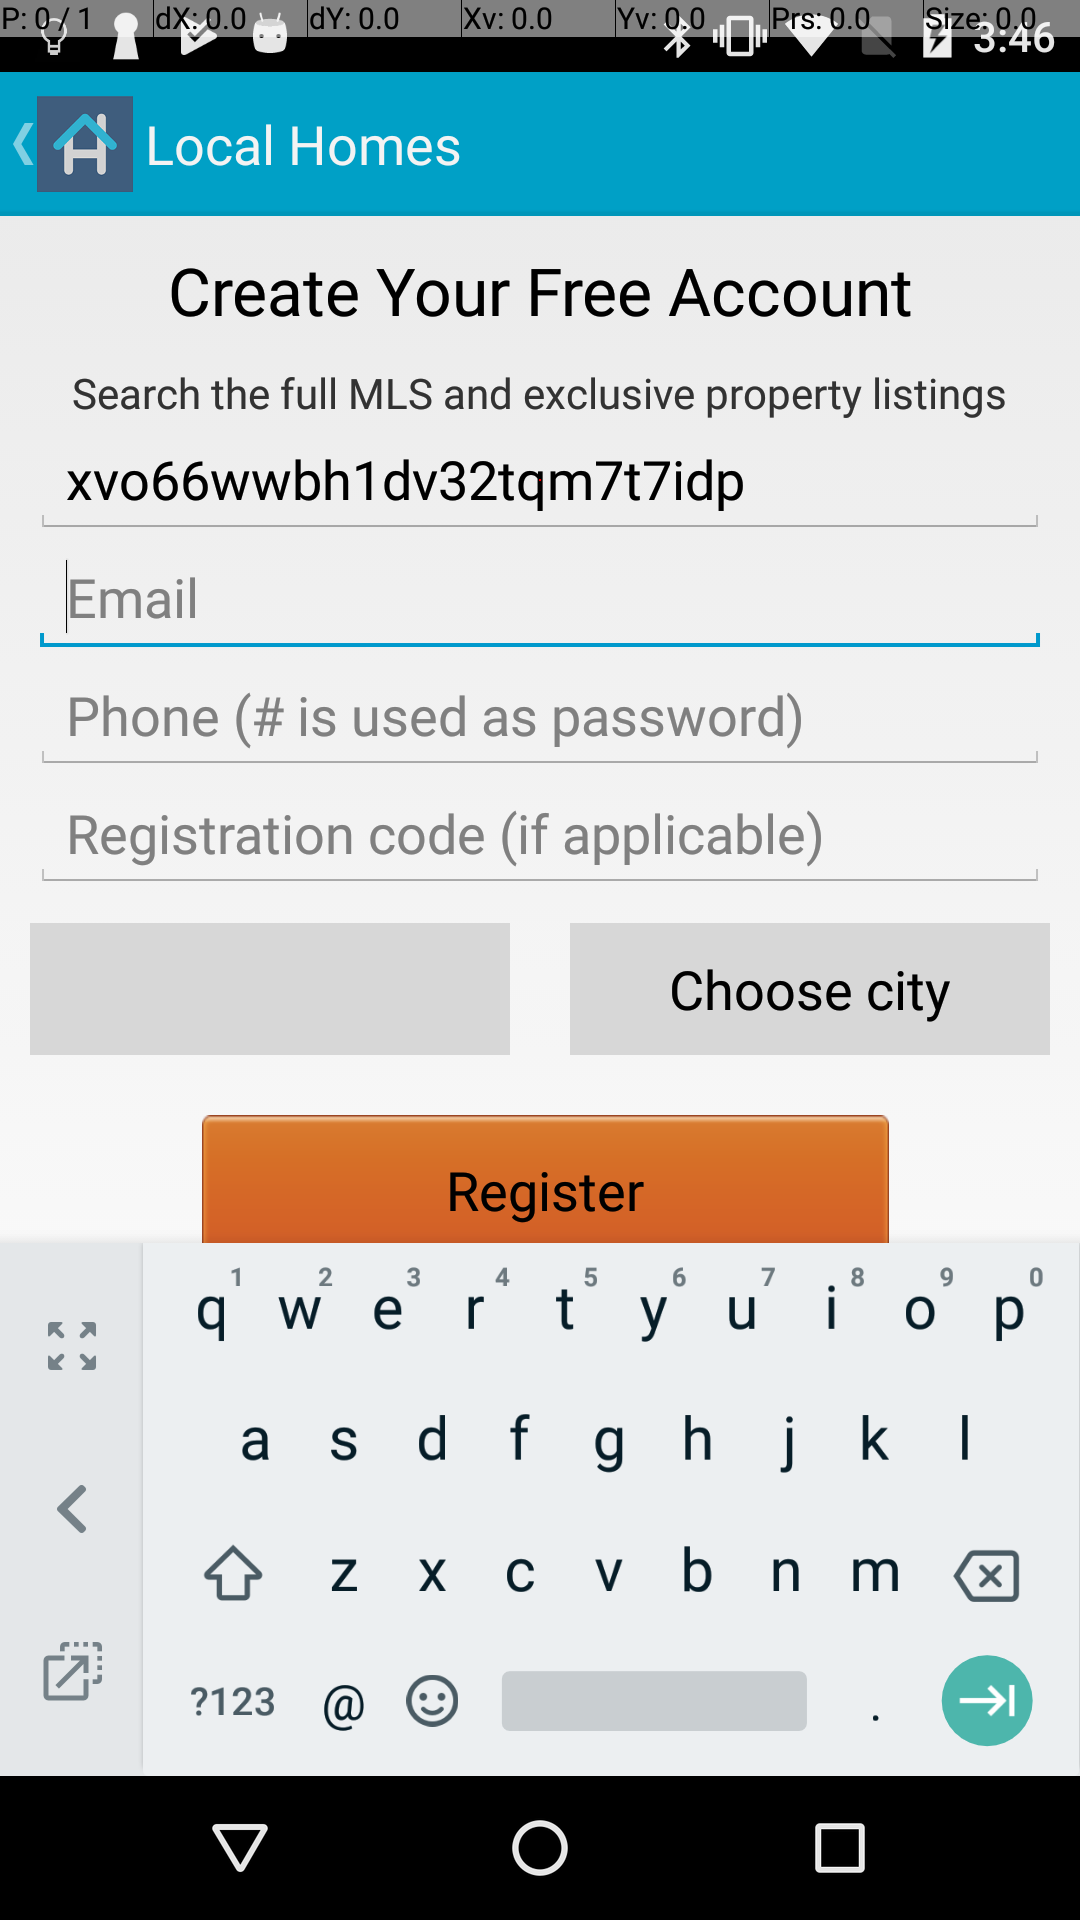 P: 0 / 1 dX: 0.0 dY: 0.0 Xv: 0.0 Yv: 0.0 Prs: 0.0 Size: 0.0
3:46
Local Homes
Create Your Free Account
Search the full MLS and exclusive property listings
xvo66wwbh1dv32tqm7t7idp
Email
Phone (# is used as password)
Registration code (if applicable)
Choose city
Register
1 2 3 4 5 6 7 8 9 0
q w e r t y u i o p
a s d f g h j k l
z x c v b n m
?123 @ .